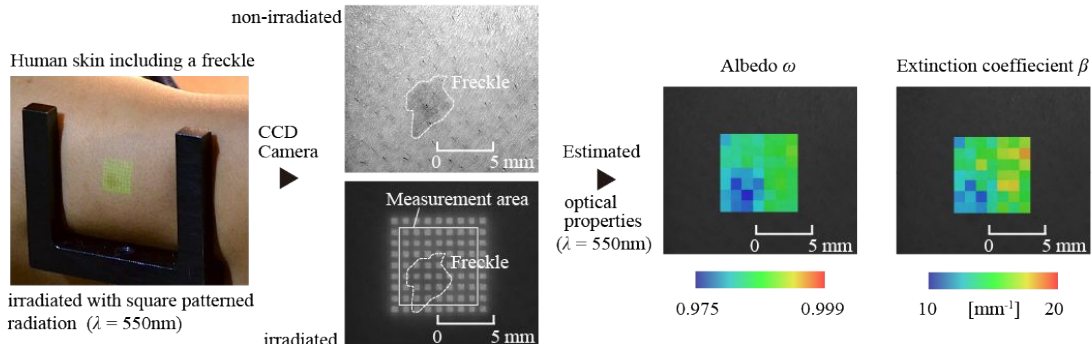 Human skin including a freckle
irradiated with square patterned
radiation (λ = 550nm)
CCD
Camera
non-irradiated
Freckle
0 5 mm
Measurement area
Freckle
0 5 mm
irradiated
Estimated
optical
properties
(λ = 550nm)
Albedo ω
0 5 mm
0.975 0.999
Extinction coeffiecient β
0 5 mm
10 [mm⁻¹] 20